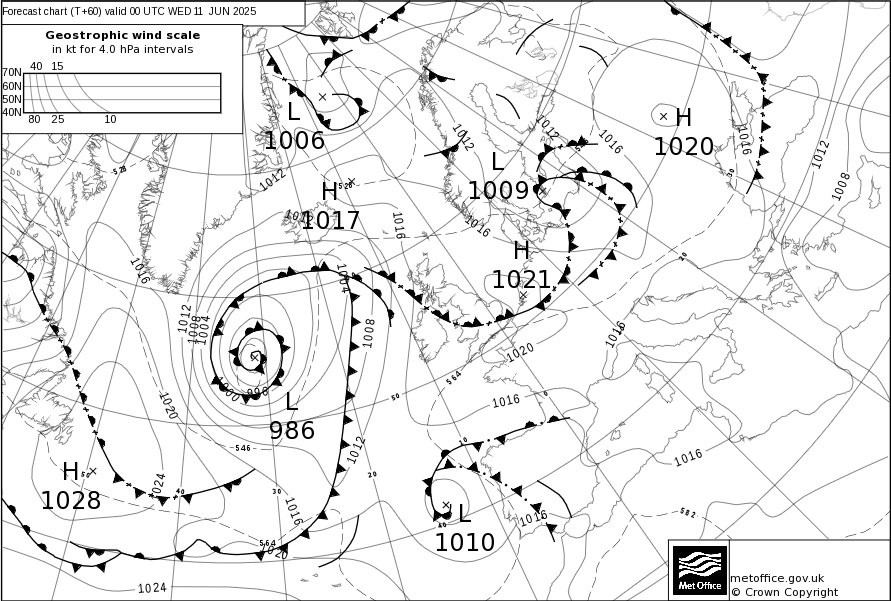 Forecast chart (T+60) valid 00 UTC WED 11 JUN 2025
Geostrophic wind scale
in kt for 4.0 hPa intervals
40 15
70N
60N
50N
40N
80 25 10
L
1006
H
1020
L
1009
H
1017
H
1021
L
986
H
1028
L
1010
1012
1012
1012
1016
1016
1012
1008
528
528
1016
1016
1016
1004
1012
1008
1004
1008
1016
1020
1000
996
1020
1016
1016
1012
1024
1016
1016
1020
1024
546
564
564
582
50
50
40
30
20
10
0
40
30
20
Met Office
metoffice.gov.uk
© Crown Copyright